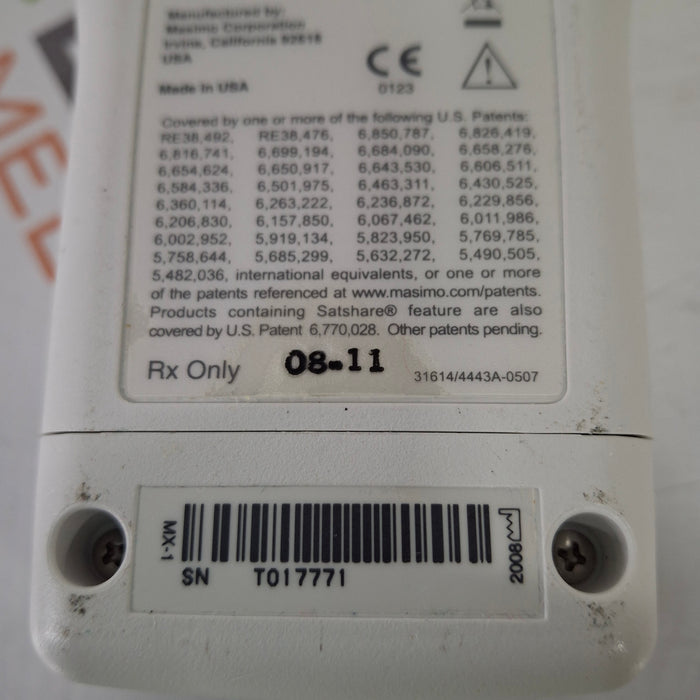 Manufactured by:
Masimo Corporation
Irvine, California 92618
USA
Made in USA
CE
0123
Covered by one or more of the following U.S. Patents:
RE38,492, RE38,476, 6,850,787, 6,826,419,
6,816,741, 6,699,194, 6,684,090, 6,658,276,
6,654,624, 6,650,917, 6,643,530, 6,606,511,
6,584,336, 6,501,975, 6,463,311, 6,430,525,
6,360,114, 6,263,222, 6,236,872, 6,229,856,
6,206,830, 6,157,850, 6,067,462, 6,011,986,
6,002,952, 5,919,134, 5,823,950, 5,769,785,
5,758,644, 5,685,299, 5,632,272, 5,490,505,
5,482,036, international equivalents, or one or more
of the patents referenced at www.masimo.com/patents.
Products containing Satshare® feature are also
covered by U.S. Patent 6,770,028. Other patents pending.
Rx Only 08-11 31614/4443A-0507
MX-1
SN T017771
2008
MED